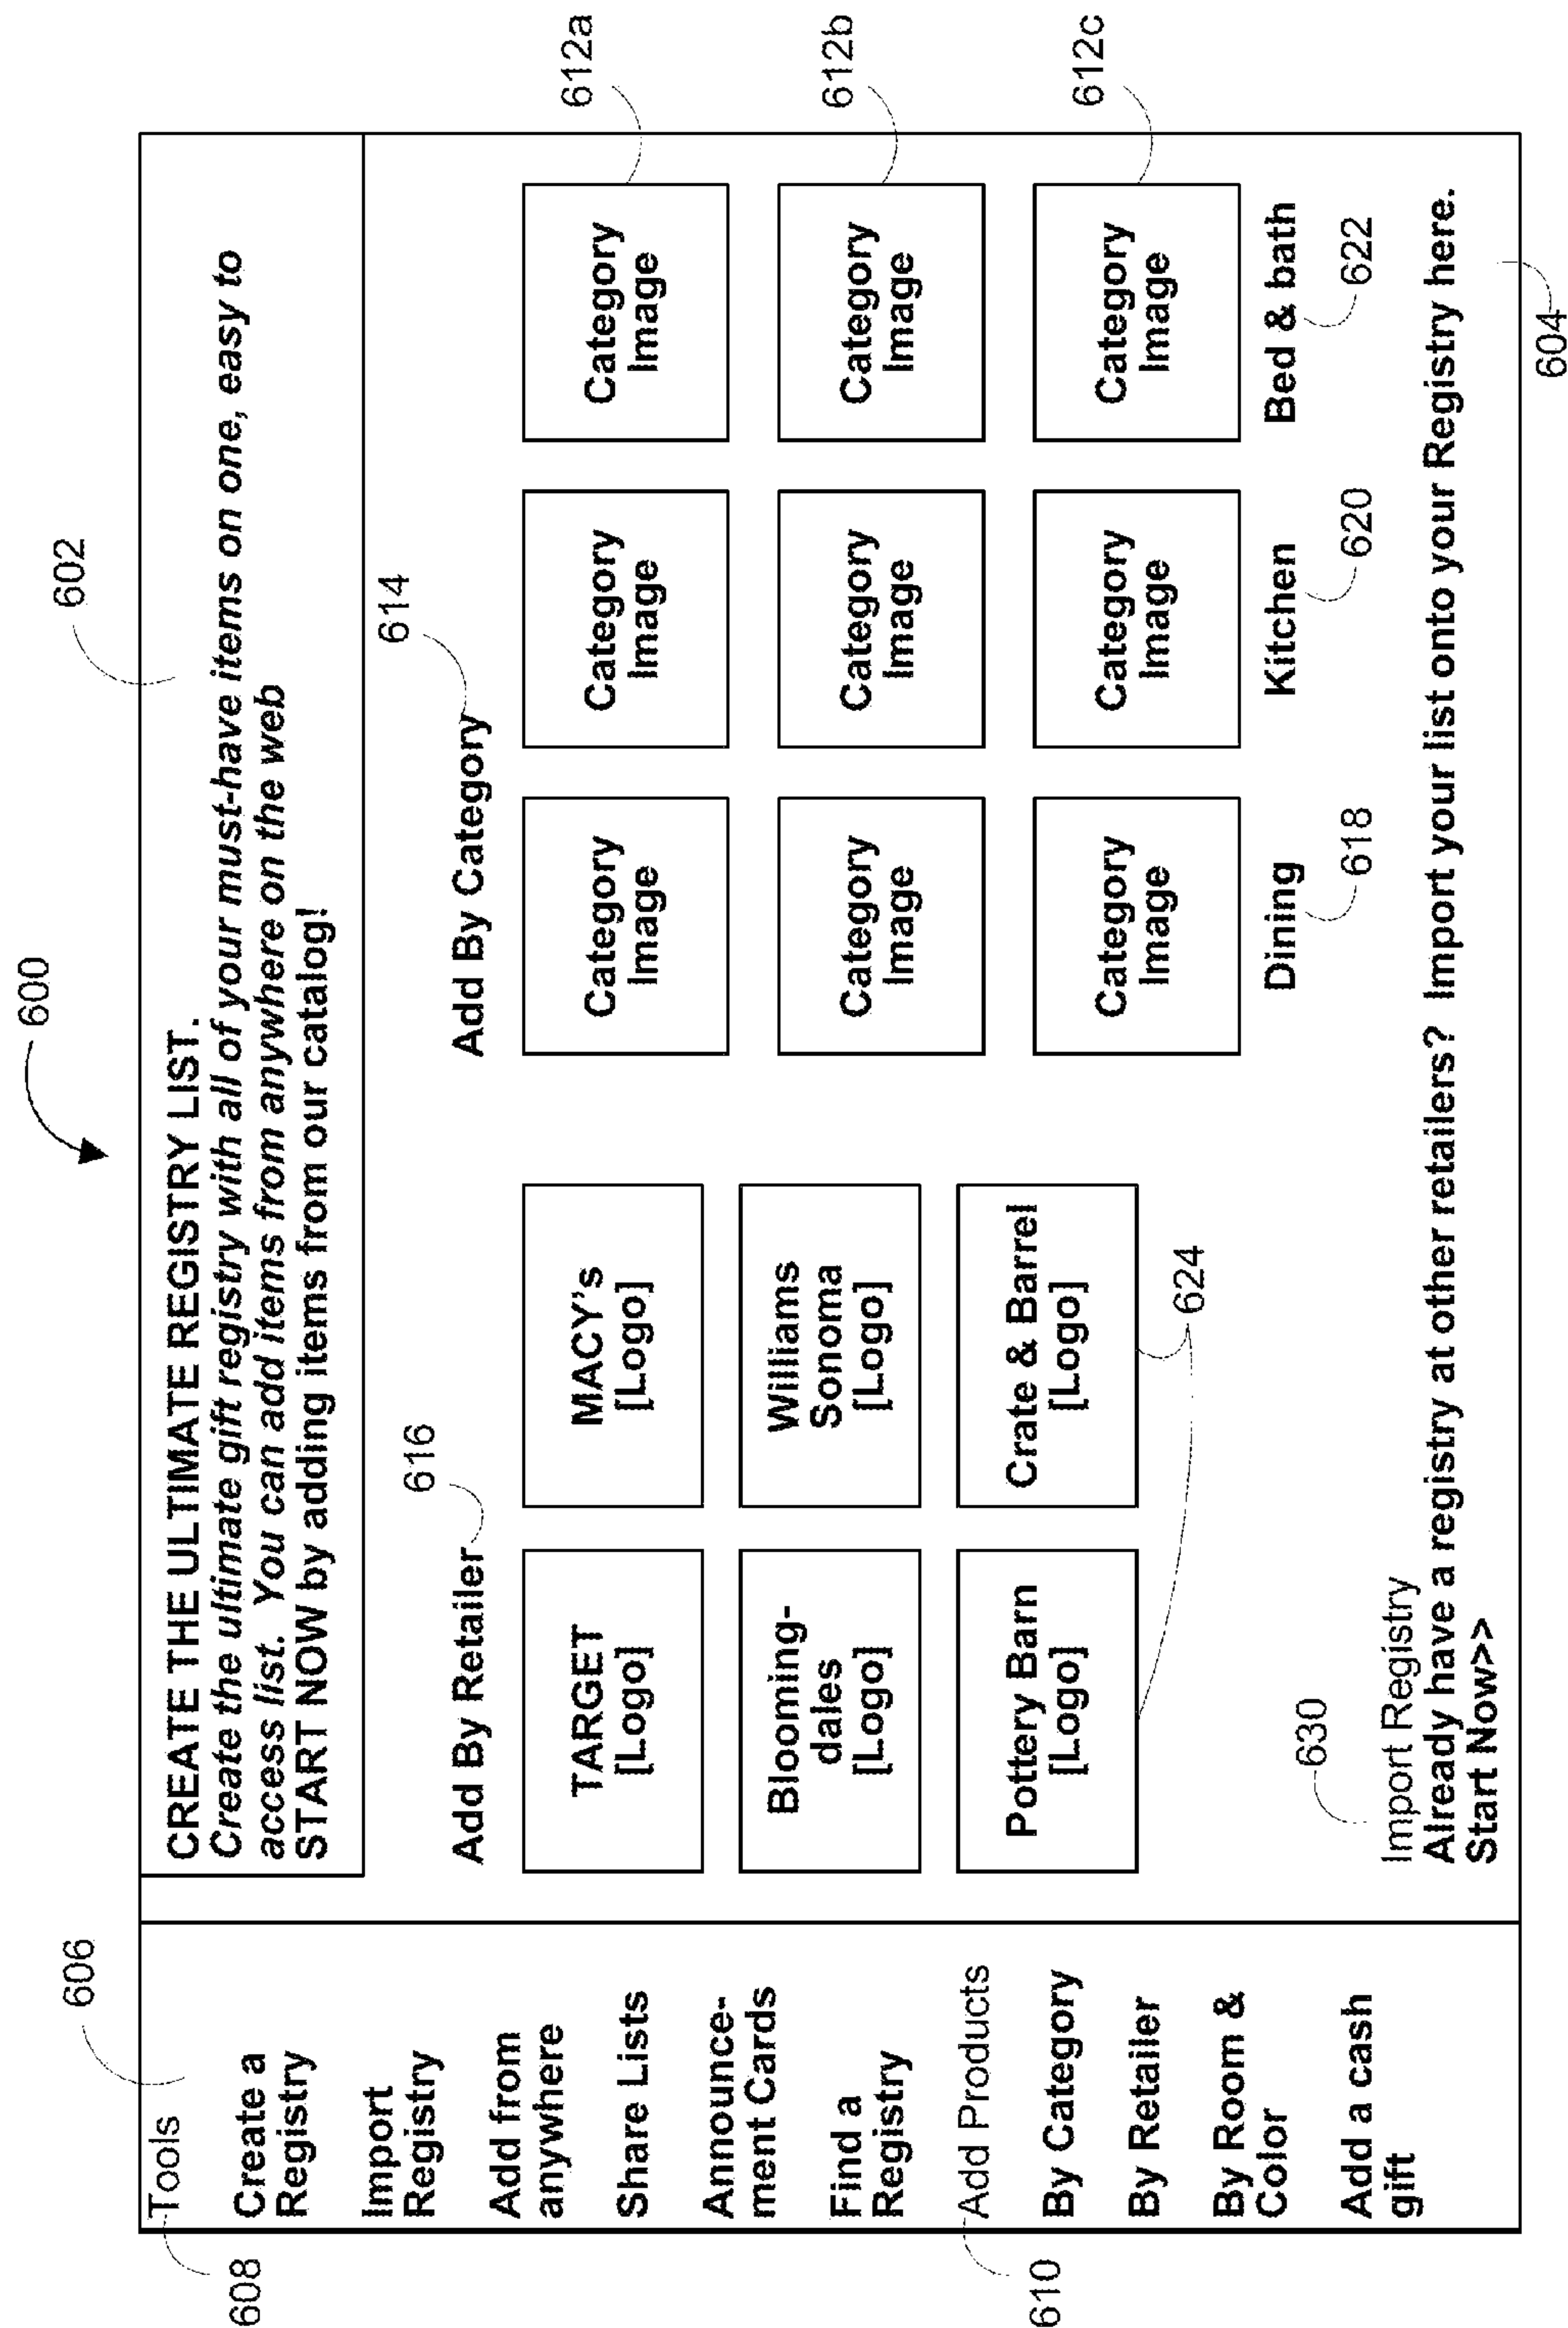 600
602
606
608
Tools
Create a
Registry
Import
Registry
Add from
anywhere
Share Lists
Announce-
ment Cards
Find a
Registry
610
Add Products
By Category
By Retailer
By Room &
Color
Add a cash
gift
CREATE THE ULTIMATE REGISTRY LIST.
Create the ultimate gift registry with all of your must-have items on one, easy to
access list. You can add items from anywhere on the web
START NOW by adding items from our catalog!
616
Add By Retailer
TARGET
[Logo]
MACY's
[Logo]
Blooming-
dales
[Logo]
Williams
Sonoma
[Logo]
Pottery Barn
[Logo]
Crate & Barrel
[Logo]
624
614
Add By Category
Category
Image
Category
Image
Category
Image
612a
Category
Image
Category
Image
Category
Image
612b
Category
Image
Category
Image
Category
Image
612c
Dining
Kitchen
Bed & bath
618
620
622
630
Import Registry
Already have a registry at other retailers? Import your list onto your Registry here.
Start Now>>
604